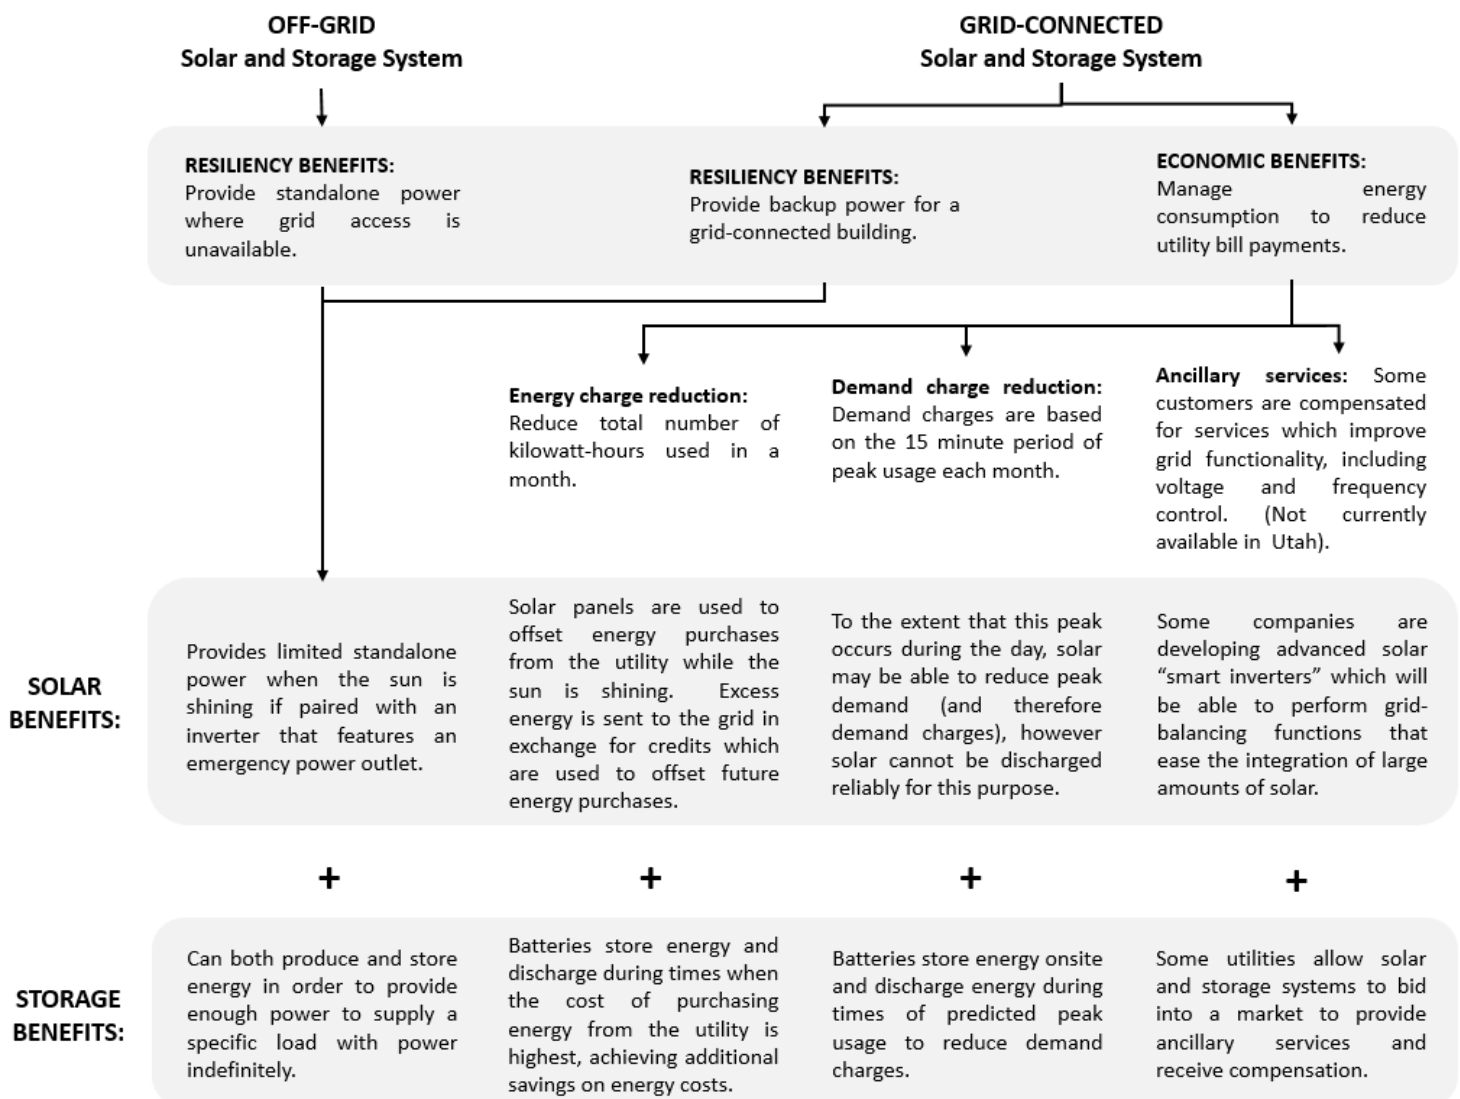 OFF-GRID
Solar and Storage System
GRID-CONNECTED
Solar and Storage System
RESILIENCY BENEFITS:
Provide standalone power
where grid access is
unavailable.
RESILIENCY BENEFITS:
Provide backup power for a
grid-connected building.
ECONOMIC BENEFITS:
Manage energy
consumption to reduce
utility bill payments.
Energy charge reduction:
Reduce total number of
kilowatt-hours used in a
month.
Demand charge reduction:
Demand charges are based
on the 15 minute period of
peak usage each month.
Ancillary services: Some
customers are compensated
for services which improve
grid functionality, including
voltage and frequency
control. (Not currently
available in Utah).
SOLAR
BENEFITS:
Provides limited standalone
power when the sun is
shining if paired with an
inverter that features an
emergency power outlet.
Solar panels are used to
offset energy purchases
from the utility while the
sun is shining. Excess
energy is sent to the grid in
exchange for credits which
are used to offset future
energy purchases.
To the extent that this peak
occurs during the day, solar
may be able to reduce peak
demand (and therefore
demand charges), however
solar cannot be discharged
reliably for this purpose.
Some companies are
developing advanced solar
“smart inverters” which will
be able to perform grid-
balancing functions that
ease the integration of large
amounts of solar.
+ + + +
STORAGE
BENEFITS:
Can both produce and store
energy in order to provide
enough power to supply a
specific load with power
indefinitely.
Batteries store energy and
discharge during times when
the cost of purchasing
energy from the utility is
highest, achieving additional
savings on energy costs.
Batteries store energy onsite
and discharge energy during
times of predicted peak
usage to reduce demand
charges.
Some utilities allow solar
and storage systems to bid
into a market to provide
ancillary services and
receive compensation.